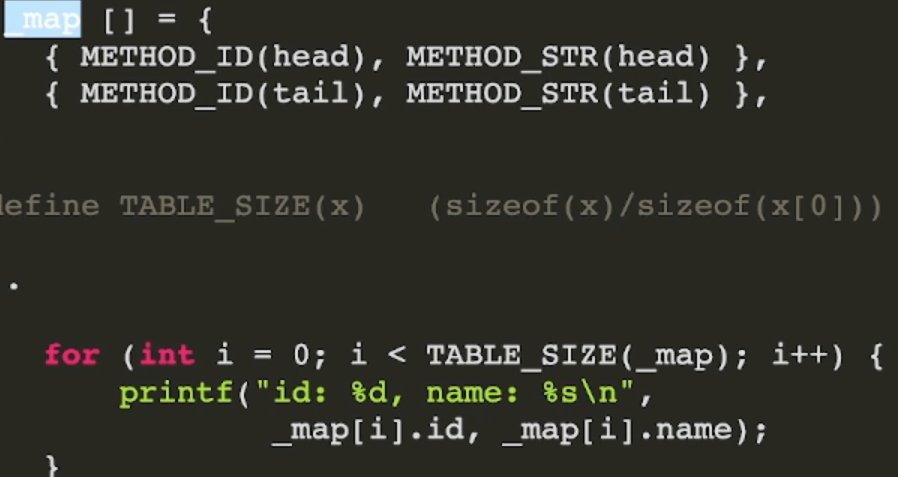 _map [] = {
{ METHOD_ID(head), METHOD_STR(head) },
{ METHOD_ID(tail), METHOD_STR(tail) },
efine TABLE_SIZE(x) (sizeof(x)/sizeof(x[0]))
.
for (int i = 0; i < TABLE_SIZE(_map); i++) {
printf("id: %d, name: %s\n",
_map[i].id, _map[i].name);
}